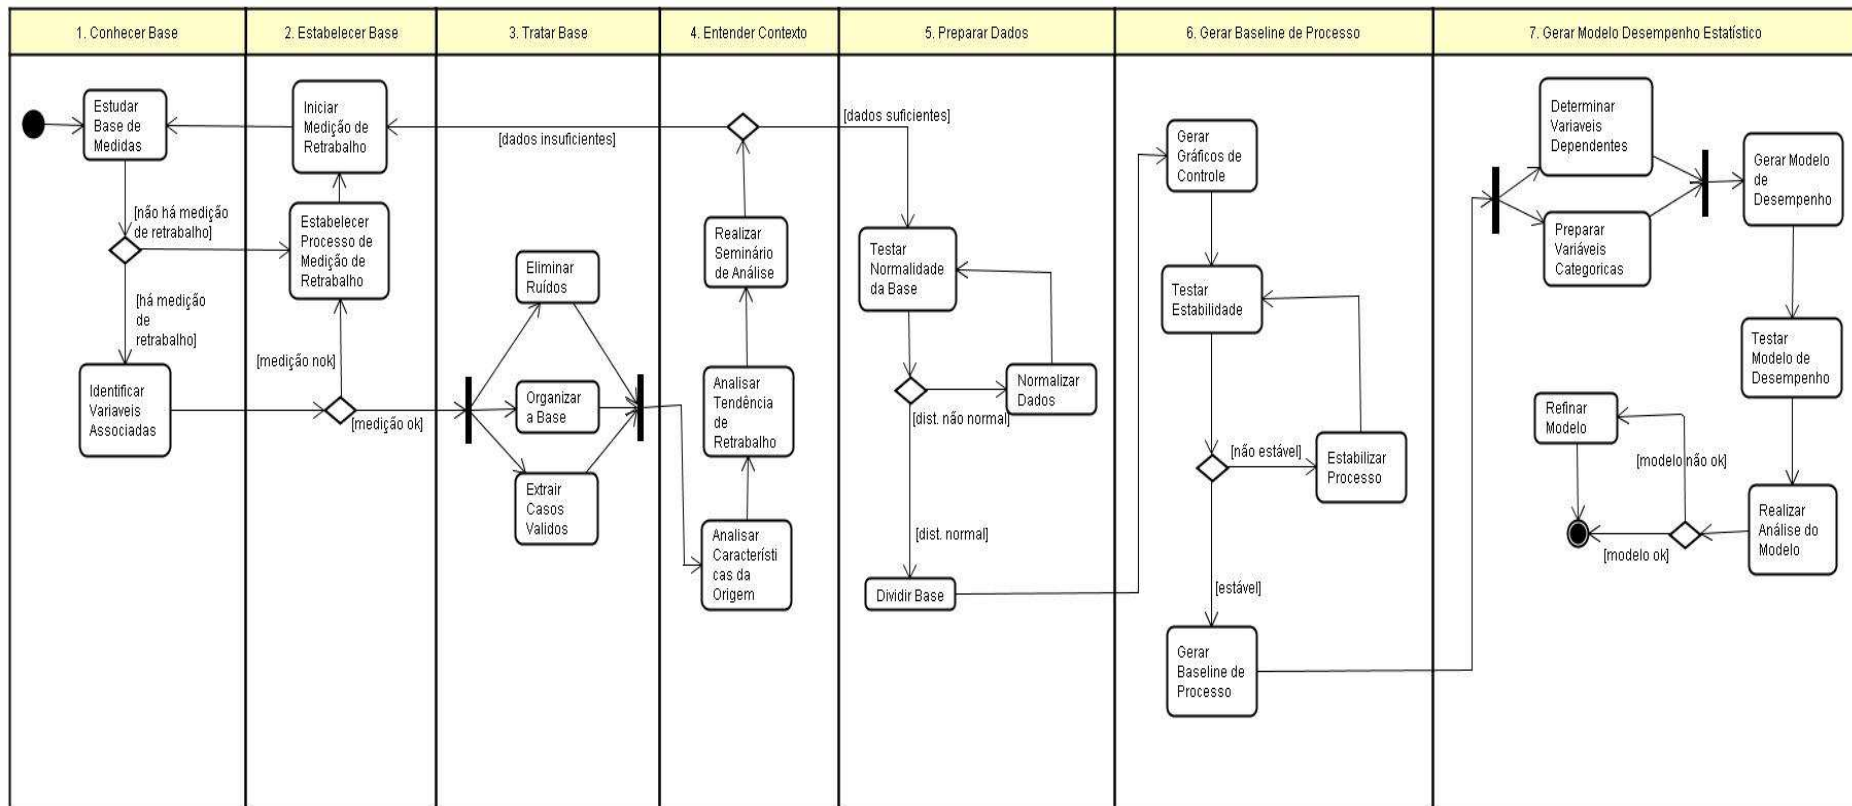 1. Conhecer Base
2. Estabelecer Base
3. Tratar Base
4. Entender Contexto
5. Preparar Dados
6. Gerar Baseline de Processo
7. Gerar Modelo Desempenho Estatístico
Estudar
Base de
Medidas
[não há medição
de retrabalho]
[há medição
de
retrabalho]
Identificar
Variaveis
Associadas
Iniciar
Medição de
Retrabalho
Estabelecer
Processo de
Medição de
Retrabalho
[medição nok]
[medição ok]
Eliminar
Ruídos
Organizar
a Base
Extrair
Casos
Validos
[dados insuficientes]
Realizar
Seminário
de Análise
Analisar
Tendência
de
Retrabalho
Analisar
Característi
cas da
Origem
[dados suficientes]
Testar
Normalidade
da Base
Normalizar
Dados
[dist. não normal]
[dist. normal]
Dividir Base
Gerar
Gráficos de
Controle
Testar
Estabilidade
[não estável]
Estabilizar
Processo
[estável]
Gerar
Baseline de
Processo
Determinar
Variaveis
Dependentes
Preparar
Variáveis
Categoricas
Gerar Modelo
de
Desempenho
Testar
Modelo de
Desempenho
Refinar
Modelo
[modelo não ok]
Realizar
Análise do
Modelo
[modelo ok]